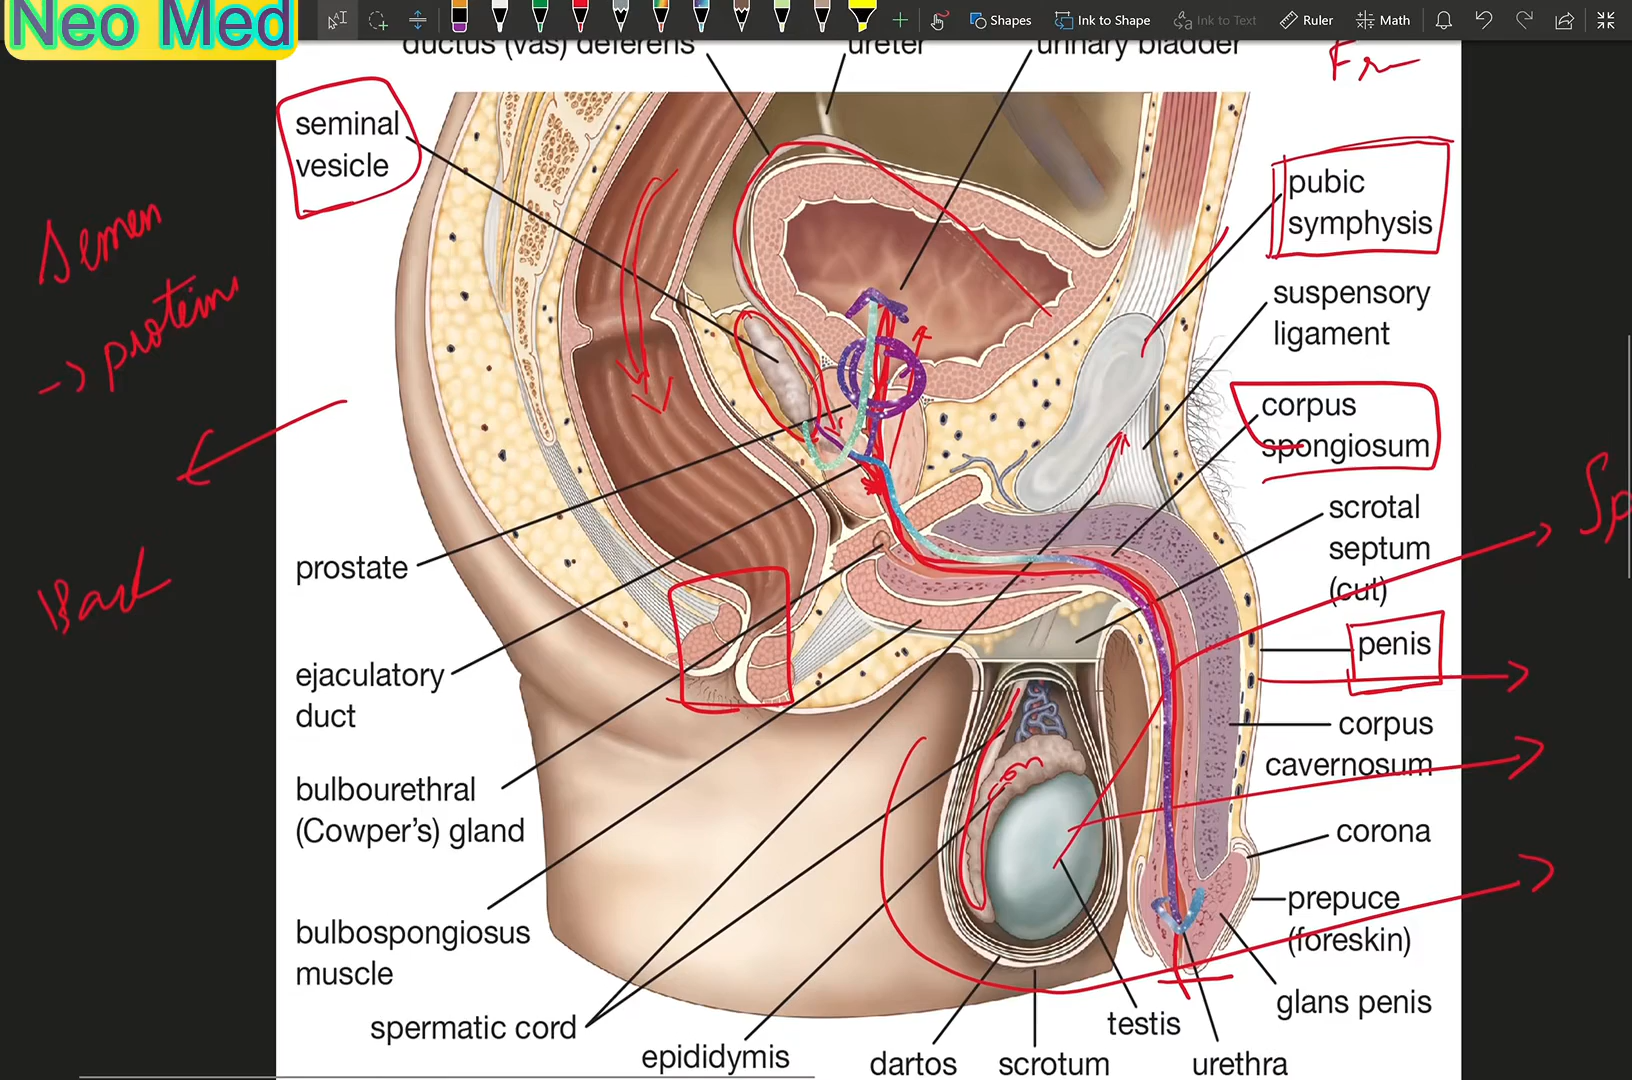 Neo Med
Shapes
Ink to Shape
Ink to Text
Ruler
Math
ductus (vas) deferens
ureter
urinary bladder
seminal
vesicle
pubic
symphysis
suspensory
ligament
corpus
spongiosum
scrotal
septum
(cut)
penis
corpus
cavernosum
corona
prepuce
(foreskin)
glans penis
urethra
testis
scrotum
dartos
epididymis
spermatic cord
bulbospongiosus
muscle
bulbourethral
(Cowper’s) gland
ejaculatory
duct
prostate
Semen
-> protein
Back